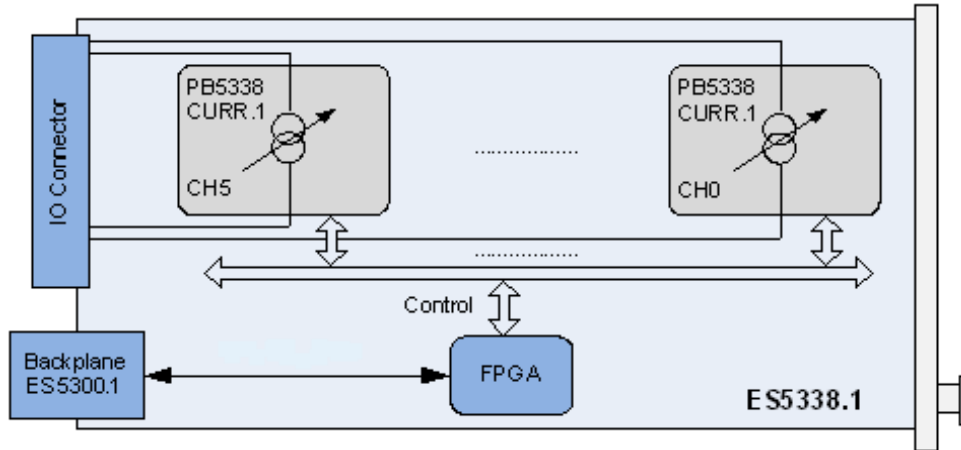 PB5338
CURR.1
CH5
PB5338
CURR.1
CH0
IO Connector
Control
Backplane
ES5300.1
FPGA
ES5338.1